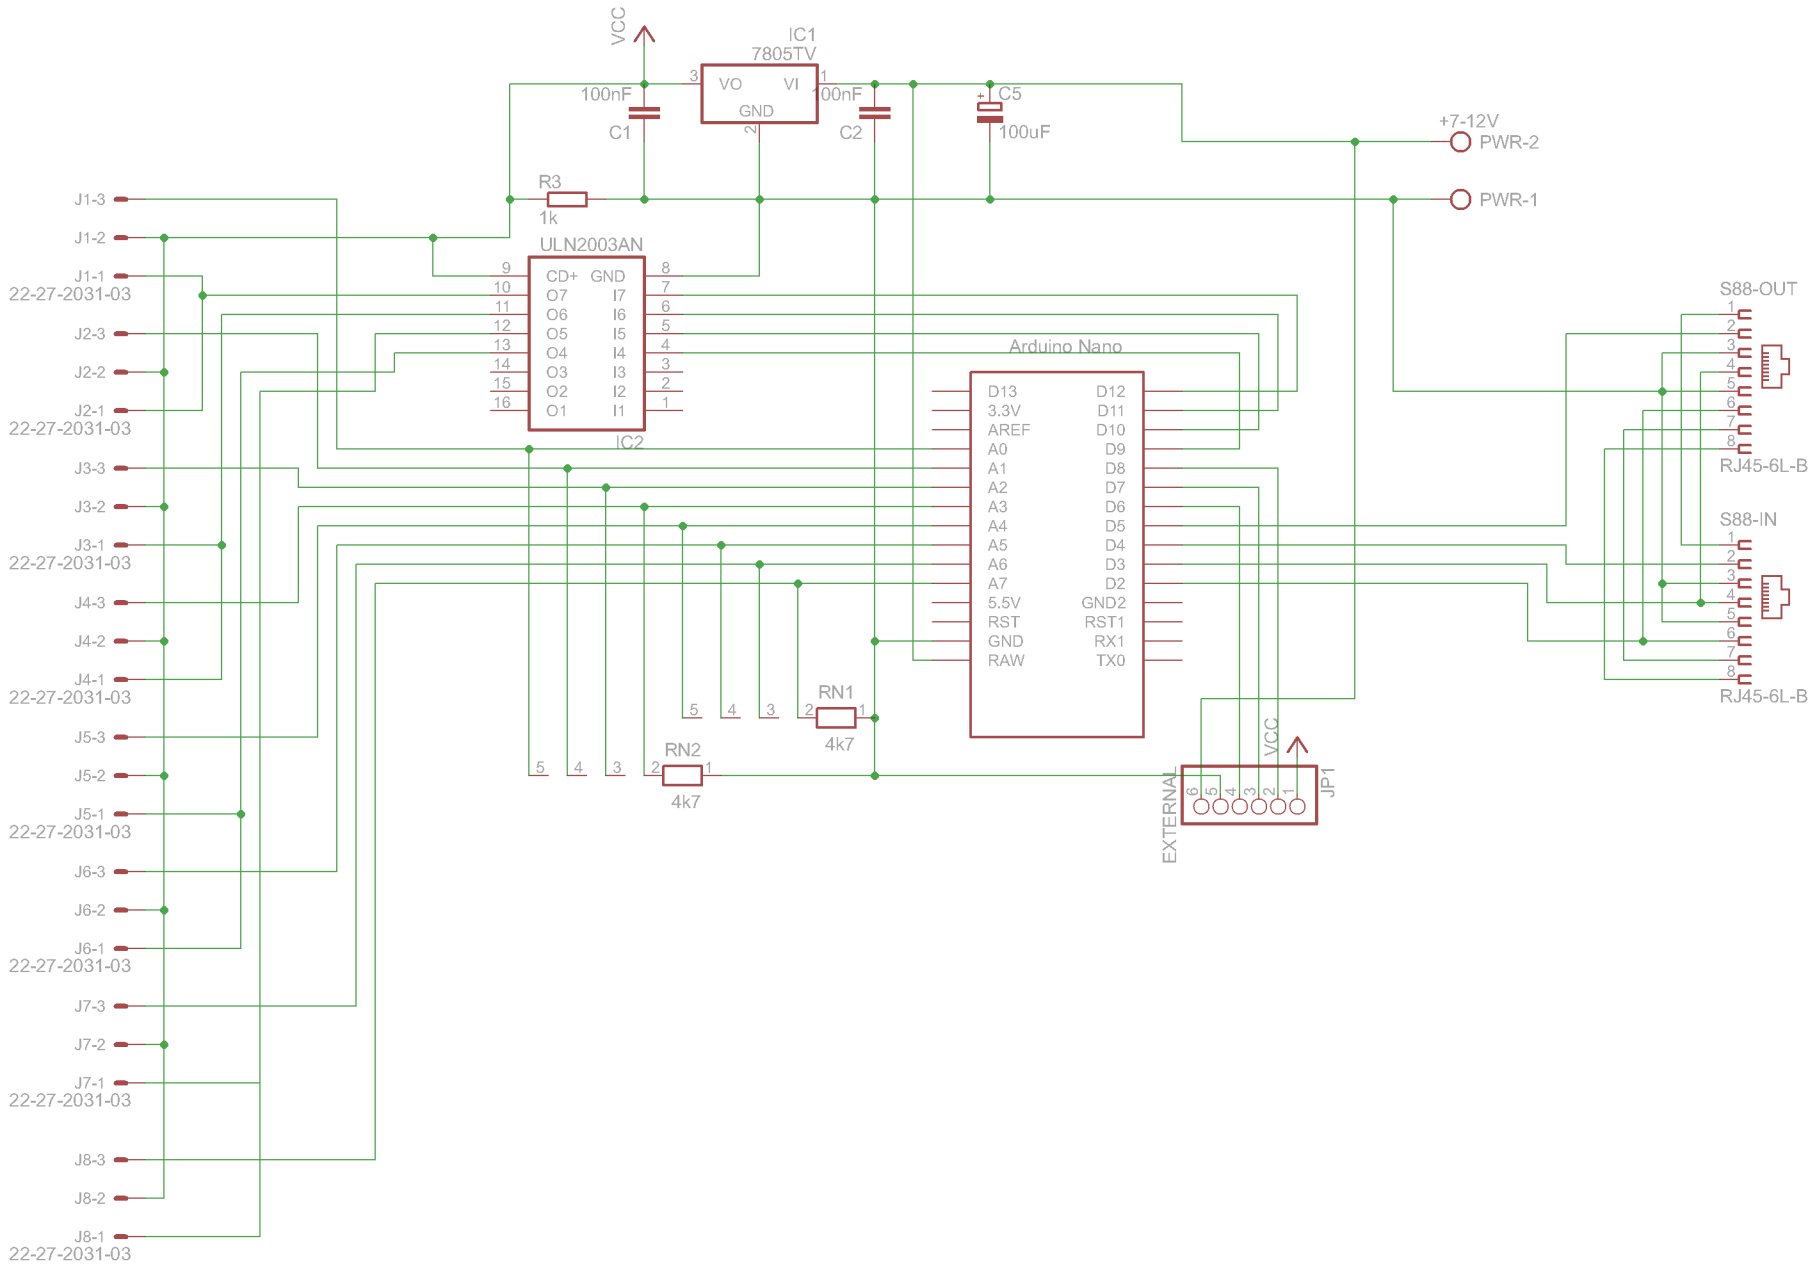 VCC
IC1
7805TV
3
VO
VI
1
GND
2
100nF
C1
100nF
C2
+
C5
100uF
+7-12V
PWR-2
PWR-1
R3
1k
J1-3
J1-2
J1-1
22-27-2031-03
J2-3
J2-2
J2-1
22-27-2031-03
J3-3
J3-2
J3-1
22-27-2031-03
J4-3
J4-2
J4-1
22-27-2031-03
J5-3
J5-2
J5-1
22-27-2031-03
J6-3
J6-2
J6-1
22-27-2031-03
J7-3
J7-2
J7-1
22-27-2031-03
J8-3
J8-2
J8-1
22-27-2031-03
ULN2003AN
9 CD+ GND 8
10 O7 I7 7
11 O6 I6 6
12 O5 I5 5
13 O4 I4 4
14 O3 I3 3
15 O2 I2 2
16 O1 I1 1
IC2
Arduino Nano
D13 D12
3.3V D11
AREF D10
A0 D9
A1 D8
A2 D7
A3 D6
A4 D5
A5 D4
A6 D3
A7 D2
5.5V GND2
RST RST1
GND RX1
RAW TX0
RN1
5 4 3 2 1
4k7
RN2
5 4 3 2 1
4k7
VCC
EXTERNAL
6 5 4 3 2 1
JP1
S88-OUT
1
2
3
4
5
6
7
8
RJ45-6L-B
S88-IN
1
2
3
4
5
6
7
8
RJ45-6L-B